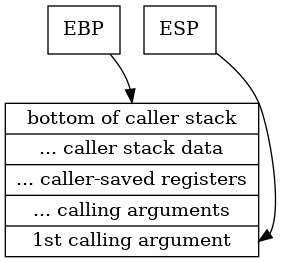 EBP
ESP
bottom of caller stack
... caller stack data
... caller-saved registers
... calling arguments
1st calling argument